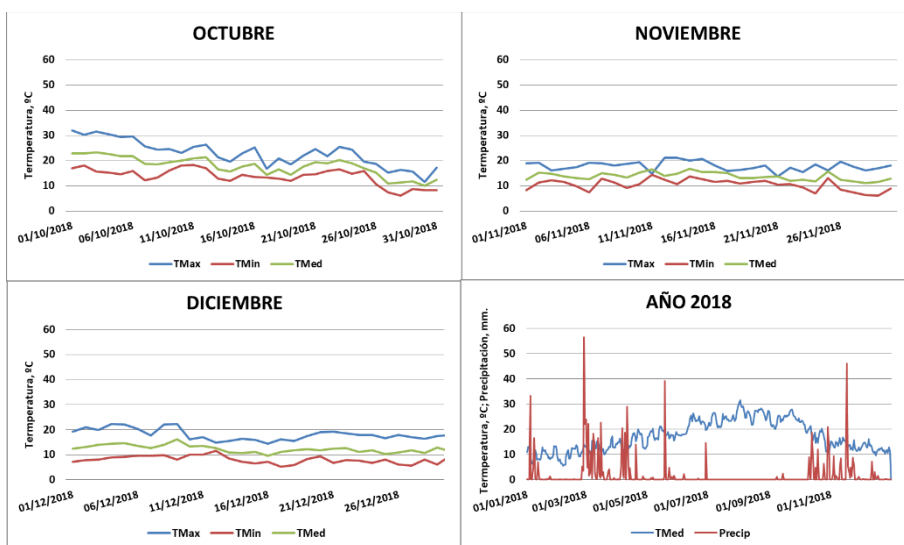 OCTUBRE
Termperatura, ºC
60
50
40
30
20
10
0
01/10/2018 06/10/2018 11/10/2018 16/10/2018 21/10/2018 26/10/2018 31/10/2018
TMax TMin TMed
NOVIEMBRE
Termperatura, ºC
60
50
40
30
20
10
0
01/11/2018 06/11/2018 11/11/2018 16/11/2018 21/11/2018 26/11/2018
TMax TMin TMed
DICIEMBRE
Termperatura, ºC
60
50
40
30
20
10
0
01/12/2018 06/12/2018 11/12/2018 16/12/2018 21/12/2018 26/12/2018
TMax TMin TMed
AÑO 2018
Termperatura, ºC; Precipitación, mm.
60
50
40
30
20
10
0
01/01/2018 01/03/2018 01/05/2018 01/07/2018 01/09/2018 01/11/2018
TMed Precip